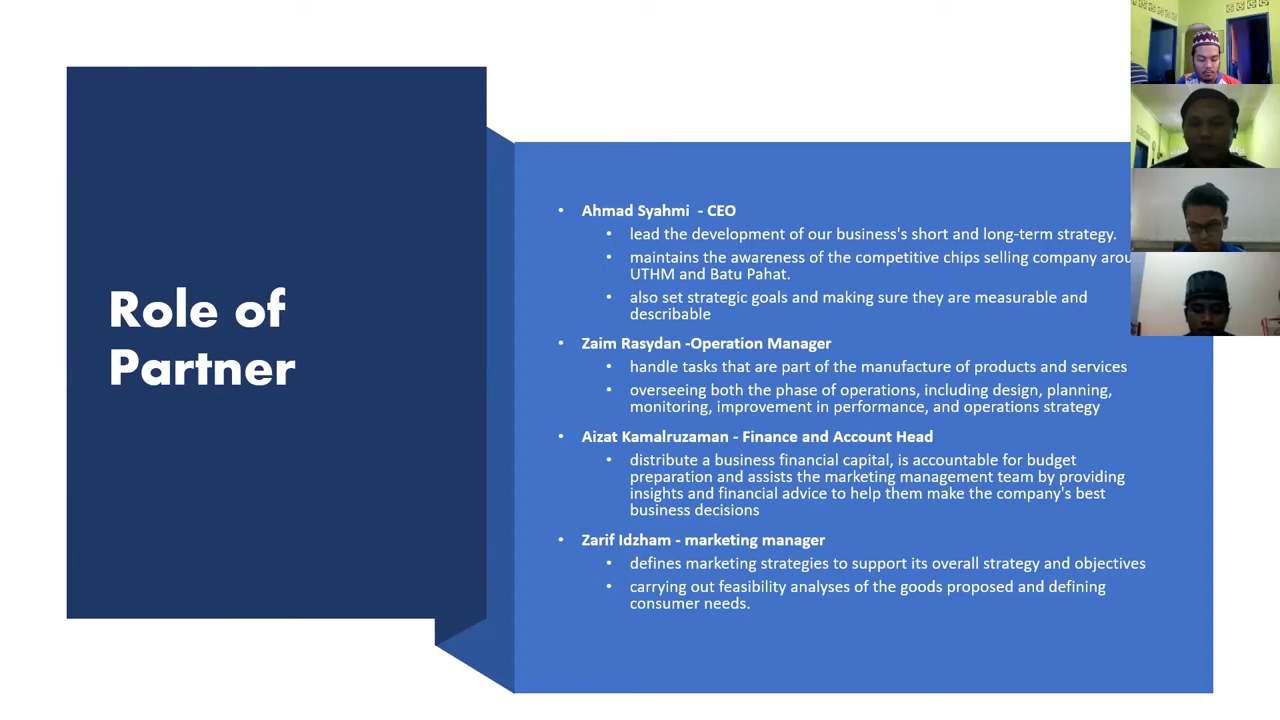 Role of
Partner
Ahmad Syahmi - CEO
lead the development of our business's short and long-term strategy.
maintains the awareness of the competitive chips selling company
UTHM and Batu Pahat.
also set strategic goals and making sure they are measurable and
describable
Zaim Rasydan -Operation Manager
handle tasks that are part of the manufacture of products and services
overseeing both the phase of operations, including design, planning,
monitoring, improvement in performance, and operations strategy
Aizat Kamalruzaman - Finance and Account Head
distribute a business financial capital, is accountable for budget
preparation and assists the marketing management team by providing
insights and financial advice to help them make the company's best
business decisions
Zarif Idzham - marketing manager
defines marketing strategies to support its overall strategy and objectives
carrying out feasibility analyses of the goods proposed and defining
consumer needs.